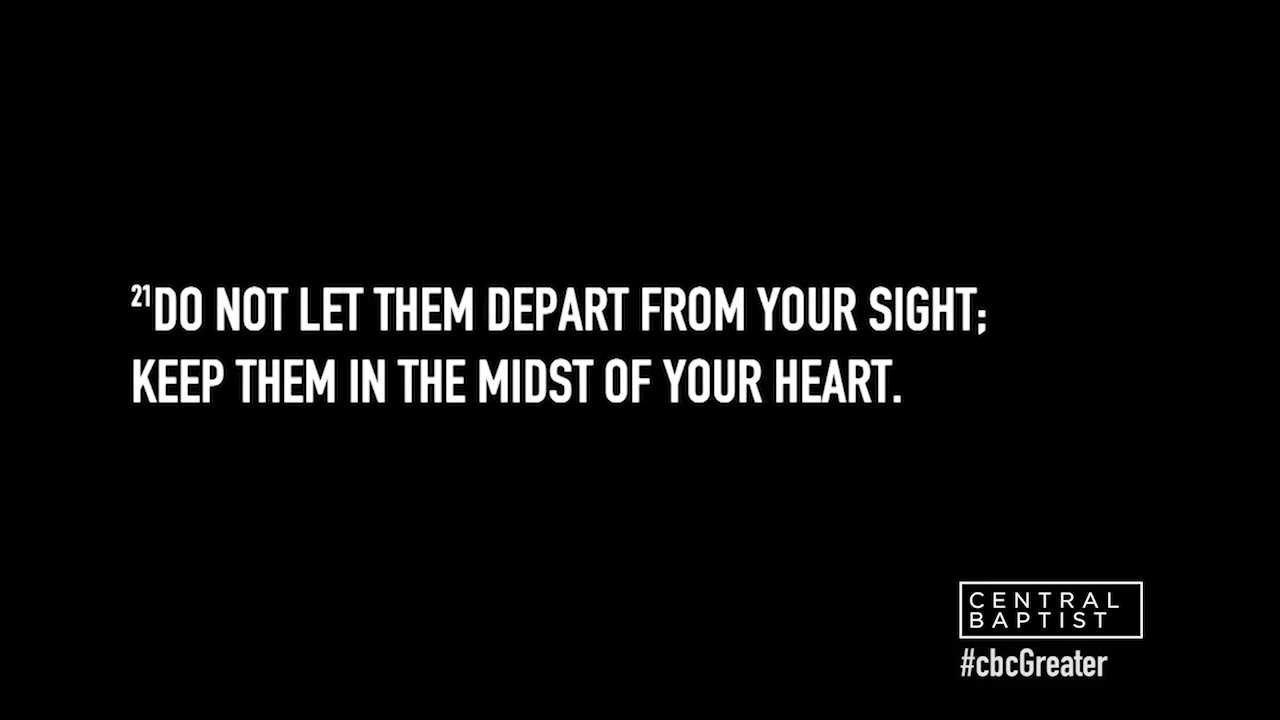 21DO NOT LET THEM DEPART FROM YOUR SIGHT;
KEEP THEM IN THE MIDST OF YOUR HEART.
CENTRAL
BAPTIST
#cbcGreater